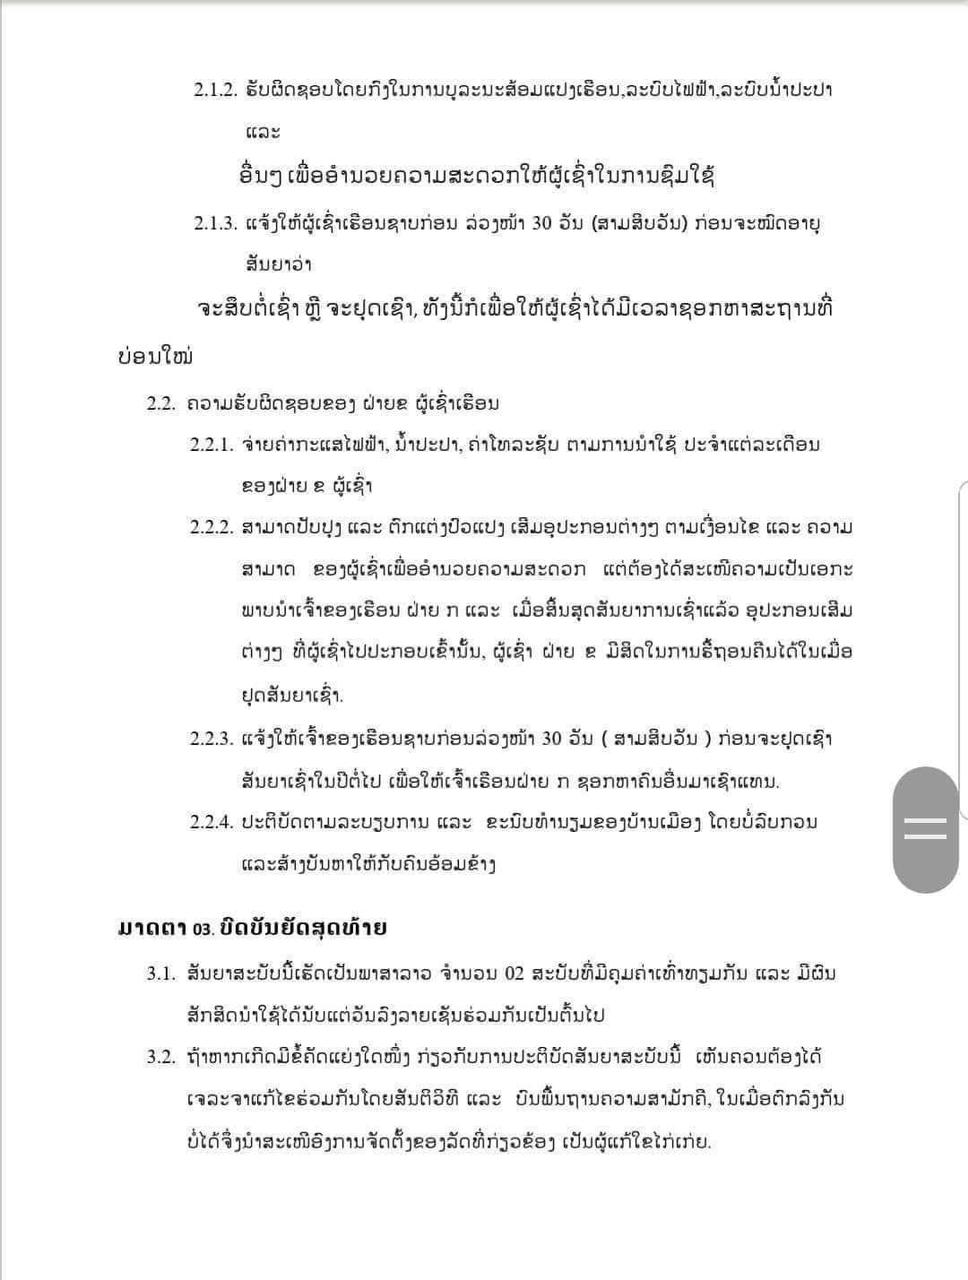 2.1.2. ຮັບຜິດຊອບໂດຍກົງໃນການບູລະນະສ້ອມແປງເຮືອນ,ລະບົບໄຟຟ້າ,ລະບົບນ້ຳປະປາ
ແລະ
ອື່ນໆ ເພື່ອອຳນວຍຄວາມສະດວກໃຫ້ຜູ້ເຊົ່າໃນການຊົມໃຊ້
2.1.3. ແຈ້ງໃຫ້ຜູ້ເຊົ່າເຮືອນຊາບກ່ອນ ລ່ວງໜ້າ 30 ວັນ (ສາມສິບວັນ) ກ່ອນຈະໝົດອາຍຸ
ສັນຍາວ່າ
ຈະສຶບຕໍ່ເຊົ່າ ຫຼື ຈະຢຸດເຊົາ, ທັງນີ້ກໍເພື່ອໃຫ້ຜູ້ເຊົ່າໄດ້ມີເວລາຊອກຫາສະຖານທີ່
ບ່ອນໃໝ່
2.2. ຄວາມຮັບຜິດຊອບຂອງ ຝ່າຍຂ ຜູ້ເຊົ່າເຮືອນ
2.2.1. ຈ່າຍຄ່າກະແສໄຟຟ້າ, ນ້ຳປະປາ, ຄ່າໂທລະຊັບ ຕາມການນຳໃຊ້ ປະຈຳແຕ່ລະເດືອນ
ຂອງຝ່າຍ ຂ ຜູ້ເຊົ່າ
2.2.2. ສາມາດປັບປຸງ ແລະ ຕົກແຕ່ງປົວແປງ ເສີມອຸປະກອນຕ່າງໆ ຕາມເງື່ອນໄຂ ແລະ ຄວາມ
ສາມາດ ຂອງຜູ້ເຊົ່າເພື່ອອຳນວຍຄວາມສະດວກ ແຕ່ຕ້ອງໄດ້ສະເໜີຄວາມເປັນເອກະ
ພາບນຳເຈົ້າຂອງເຮືອນ ຝ່າຍ ກ ແລະ ເມື່ອສິ້ນສຸດສັນຍາການເຊົ່າແລ້ວ ອຸປະກອນເສີມ
ຕ່າງໆ ທີ່ຜູ້ເຊົ່າໄປປະກອບເຂົ້ານັ້ນ, ຜູ້ເຊົ່າ ຝ່າຍ ຂ ມີສິດໃນການຮື້ຖອນຄືນໄດ້ໃນເມື່ອ
ຢຸດສັນຍາເຊົ່າ.
2.2.3. ແຈ້ງໃຫ້ເຈົ້າຂອງເຮືອນຊາບກ່ອນລ່ວງໜ້າ 30 ວັນ ( ສາມສິບວັນ ) ກ່ອນຈະຢຸດເຊົາ
ສັນຍາເຊົ່າໃນປີຕໍ່ໄປ ເພື່ອໃຫ້ເຈົ້າເຮືອນຝ່າຍ ກ ຊອກຫາຄົນອື່ນມາເຊົາແທນ.
2.2.4. ປະຕິບັດຕາມລະບຽບການ ແລະ ຂະນົບທຳນຽມຂອງບ້ານເມືອງ ໂດຍບໍ່ລົບກວນ
ແລະສ້າງບັນຫາໃຫ້ກັບຄົນອ້ອມຂ້າງ
ມາດຕາ 03. ບົດບັນຍັດສຸດທ້າຍ
3.1. ສັນຍາສະບັບນີ້ເຮັດເປັນພາສາລາວ ຈຳນວນ 02 ສະບັບທີ່ມີຄຸມຄ່າເທົ່າທຽມກັນ ແລະ ມີຜົນ
ສັກສິດນຳໃຊ້ໄດ້ນັບແຕ່ວັນລົງລາຍເຊັນຮ່ວມກັນເປັນຕົ້ນໄປ
3.2. ຖ້າຫາກເກີດມີຂໍ້ຄັດແຍ່ງໃດໜຶ່ງ ກ່ຽວກັບການປະຕິບັດສັນຍາສະບັບນີ້ ເຫັນຄວນຕ້ອງໄດ້
ເຈລະຈາແກ້ໄຂຮ່ວມກັນໂດຍສັນຕິວິທີ ແລະ ບົນພື້ນຖານຄວາມສາມັກຄີ, ໃນເມື່ອຕົກລົງກັນ
ບໍ່ໄດ້ຈຶ່ງນຳສະເໜີອົງການຈັດຕັ້ງຂອງລັດທີ່ກ່ຽວຂ້ອງ ເປັນຜູ້ແກ້ໃຂໄກ່ເກ່ຍ.